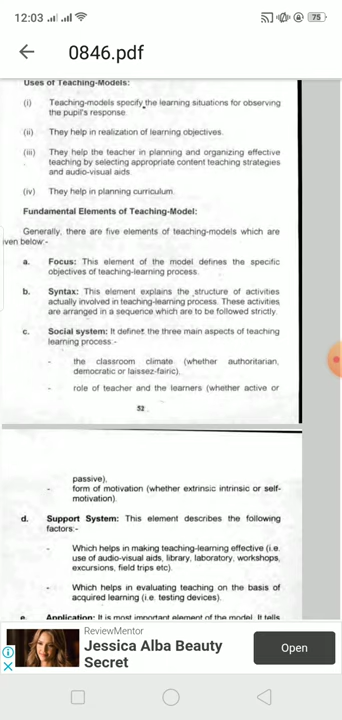 12:03
75
0846.pdf
Uses of Teaching-Models:
(i) Teaching-models specify the learning situations for observing
the pupil's response.
(ii) They help in realization of learning objectives.
(iii) They help the teacher in planning and organizing effective
teaching by selecting appropriate content teaching strategies
and audio-visual aids
(iv) They help in planning curriculum.
Fundamental Elements of Teaching-Model:
Generally, there are five elements of teaching-models which are
iven below:-
a. Focus: This element of the model defines the specific
objectives of teaching-learning process.
b. Syntax: This element explains the structure of activities
actually involved in teaching-learning process. These activities
are arranged in a sequence which are to be followed strictly.
c. Social system: It defines the three main aspects of teaching
learning process:-
- the classroom climate (whether authoritarian,
democratic or laissez-fairic),
- role of teacher and the learners (whether active or
52
passive),
- form of motivation (whether extrinsic intrinsic or self-
motivation).
d. Support System: This element describes the following
factors:-
- Which helps in making teaching-learning effective (i.e.
use of audio-visual aids, library, laboratory, workshops,
excursions, field trips etc).
- Which helps in evaluating teaching on the basis of
acquired learning (i.e. testing devices).
e. Application: It is most important element of the model. It tells
ReviewMentor
Jessica Alba Beauty
Secret
Open